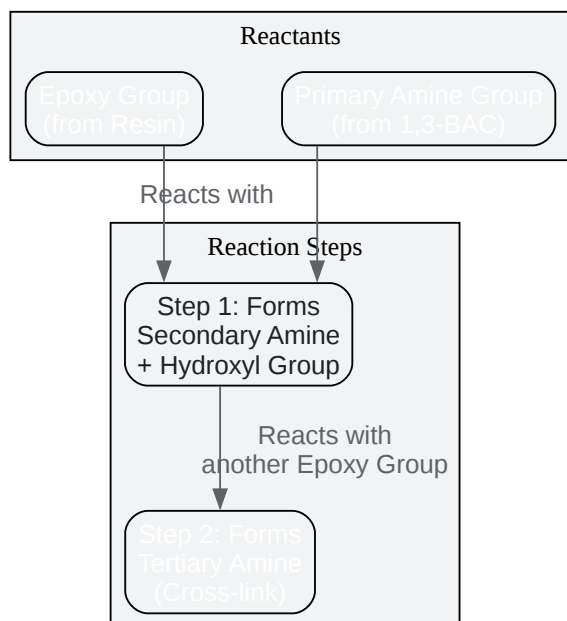 Reactants
Epoxy Group
(from Resin)
Primary Amine Group
(from 1,3-BAC)
Reacts with
Reaction Steps
Step 1: Forms
Secondary Amine
+ Hydroxyl Group
Reacts with
another Epoxy Group
Step 2: Forms
Tertiary Amine
(Cross-link)